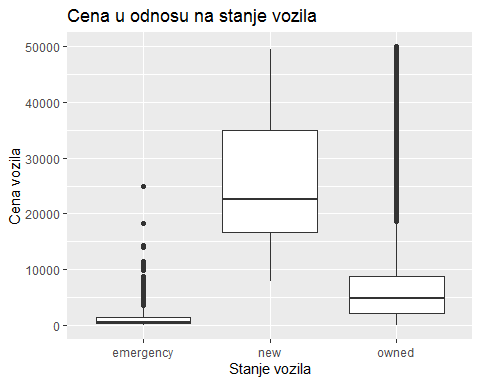 Cena u odnosu na stanje vozila
50000
40000
30000
20000
10000
0
Cena vozila
emergency new owned
Stanje vozila